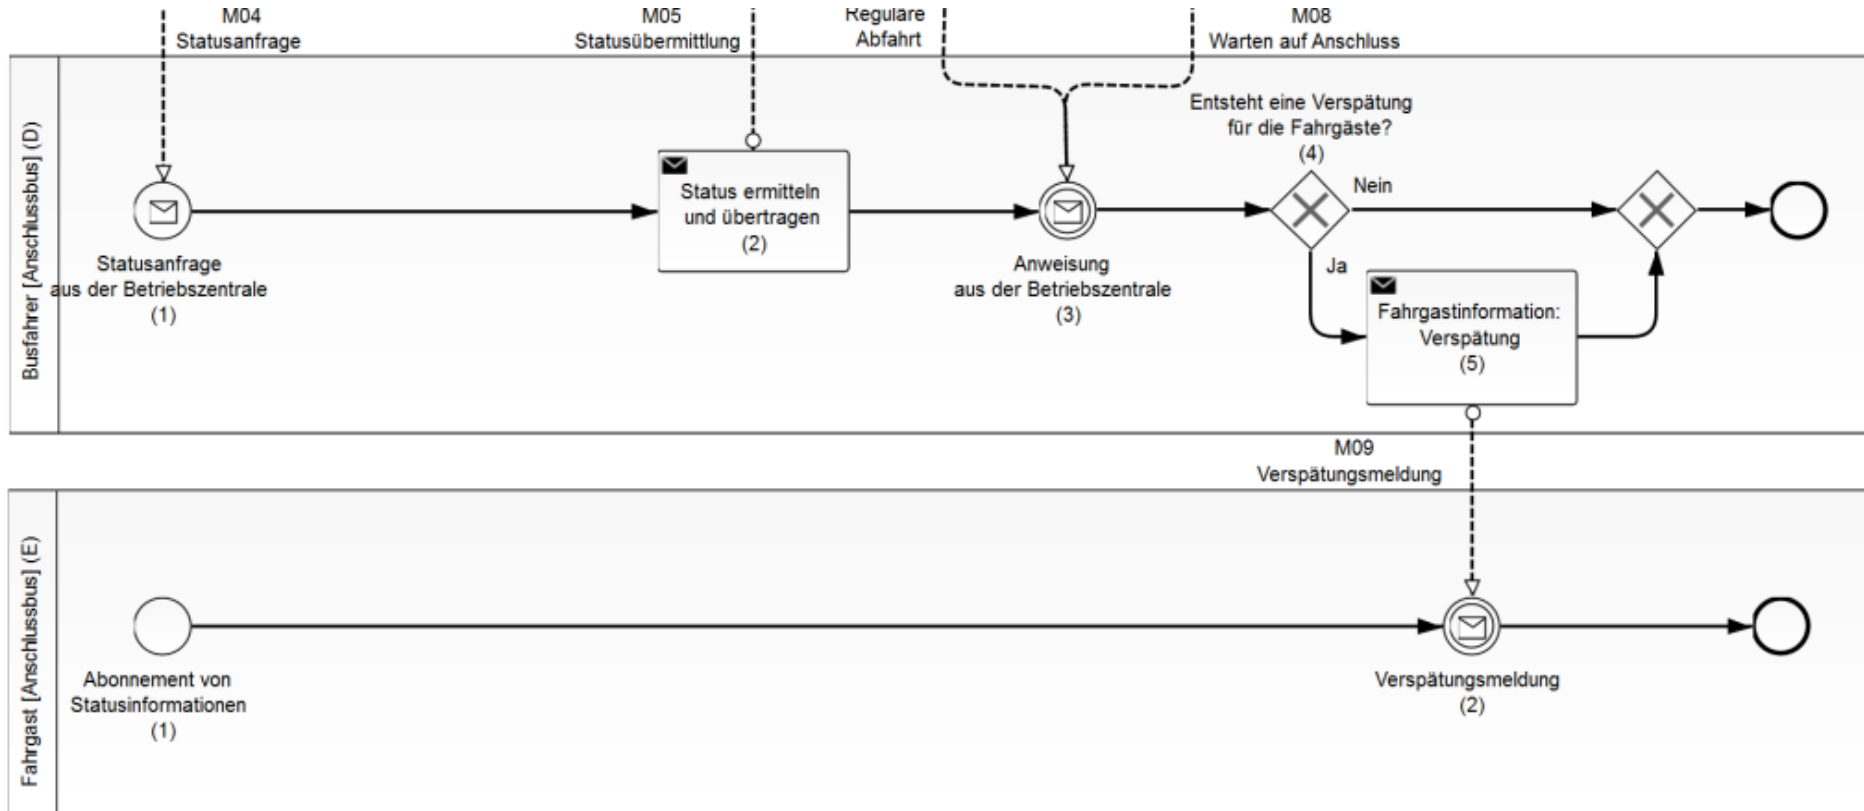 M04
Statusanfrage
M05
Statusübermittlung
Reguläre
Abfahrt
M08
Warten auf Anschluss
Busfahrer [Anschlussbus] (D)
Statusanfrage
aus der Betriebszentrale
(1)
Status ermitteln
und übertragen
(2)
Anweisung
aus der Betriebszentrale
(3)
Entsteht eine Verspätung
für die Fahrgäste?
(4)
Nein
Ja
Fahrgastinformation:
Verspätung
(5)
M09
Verspätungsmeldung
Fahrgast [Anschlussbus] (E)
Abonnement von
Statusinformationen
(1)
Verspätungsmeldung
(2)